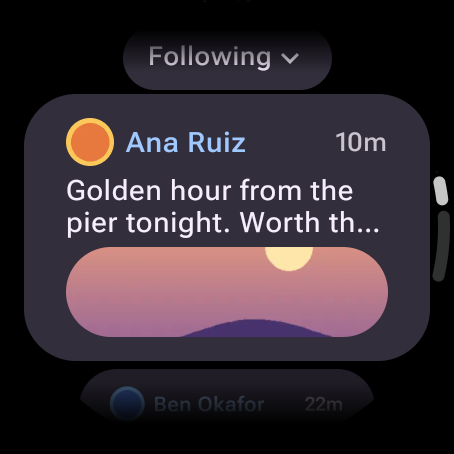 Following
Ana Ruiz 10m
Golden hour from the
pier tonight. Worth th...
Ben Okafor 22m